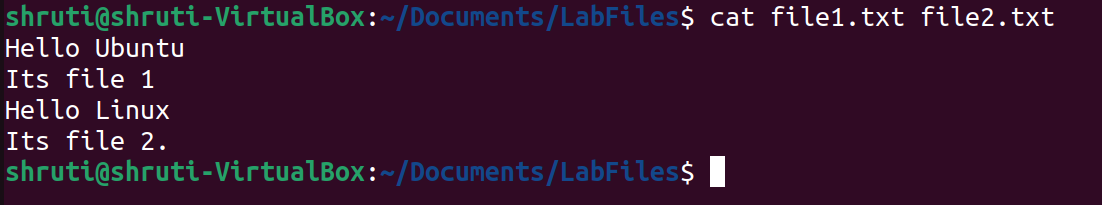 shruti@shruti-VirtualBox:~/Documents/LabFiles$ cat file1.txt file2.txt
Hello Ubuntu
Its file 1
Hello Linux
Its file 2.
shruti@shruti-VirtualBox:~/Documents/LabFiles$